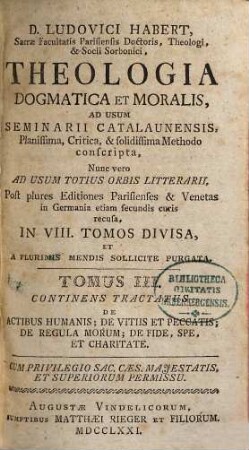 D. LUDOVICI HABERT,
Sacræ Facultatis Parisiensis Doctoris, Theologi,
& Socii Sorbonici,
THEOLOGIA
DOGMATICA ET MORALIS,
AD USUM
SEMINARII CATALAUNENSIS,
Planissima, Critica, & solidissima Methodo
conscripta,
Nunc vero
AD USUM TOTIUS ORBIS LITTERARII,
Post plures Editiones Parisienses & Venetas
in Germania etiam secundis curis
recusa,
IN VIII. TOMOS DIVISA,
ET
A PLURIMIS MENDIS SOLLICITE PURGATA.
TOMUS III.
CONTINENS TRACTATUS
DE
ACTIBUS HUMANIS; DE VITIIS ET PECCATIS;
DE REGULA MORUM; DE FIDE, SPE,
ET CHARITATE.
BIBLIOTHECA
CUM PRIVILEGIO SAC. CÆS. MAJESTATIS,
ET SUPERIORUM PERMISSU.
AUGUSTÆ VINDELICORUM,
SUMPTIBUS MATTHÆI RIEGER ET FILIORUM.
MDCCLXXI.